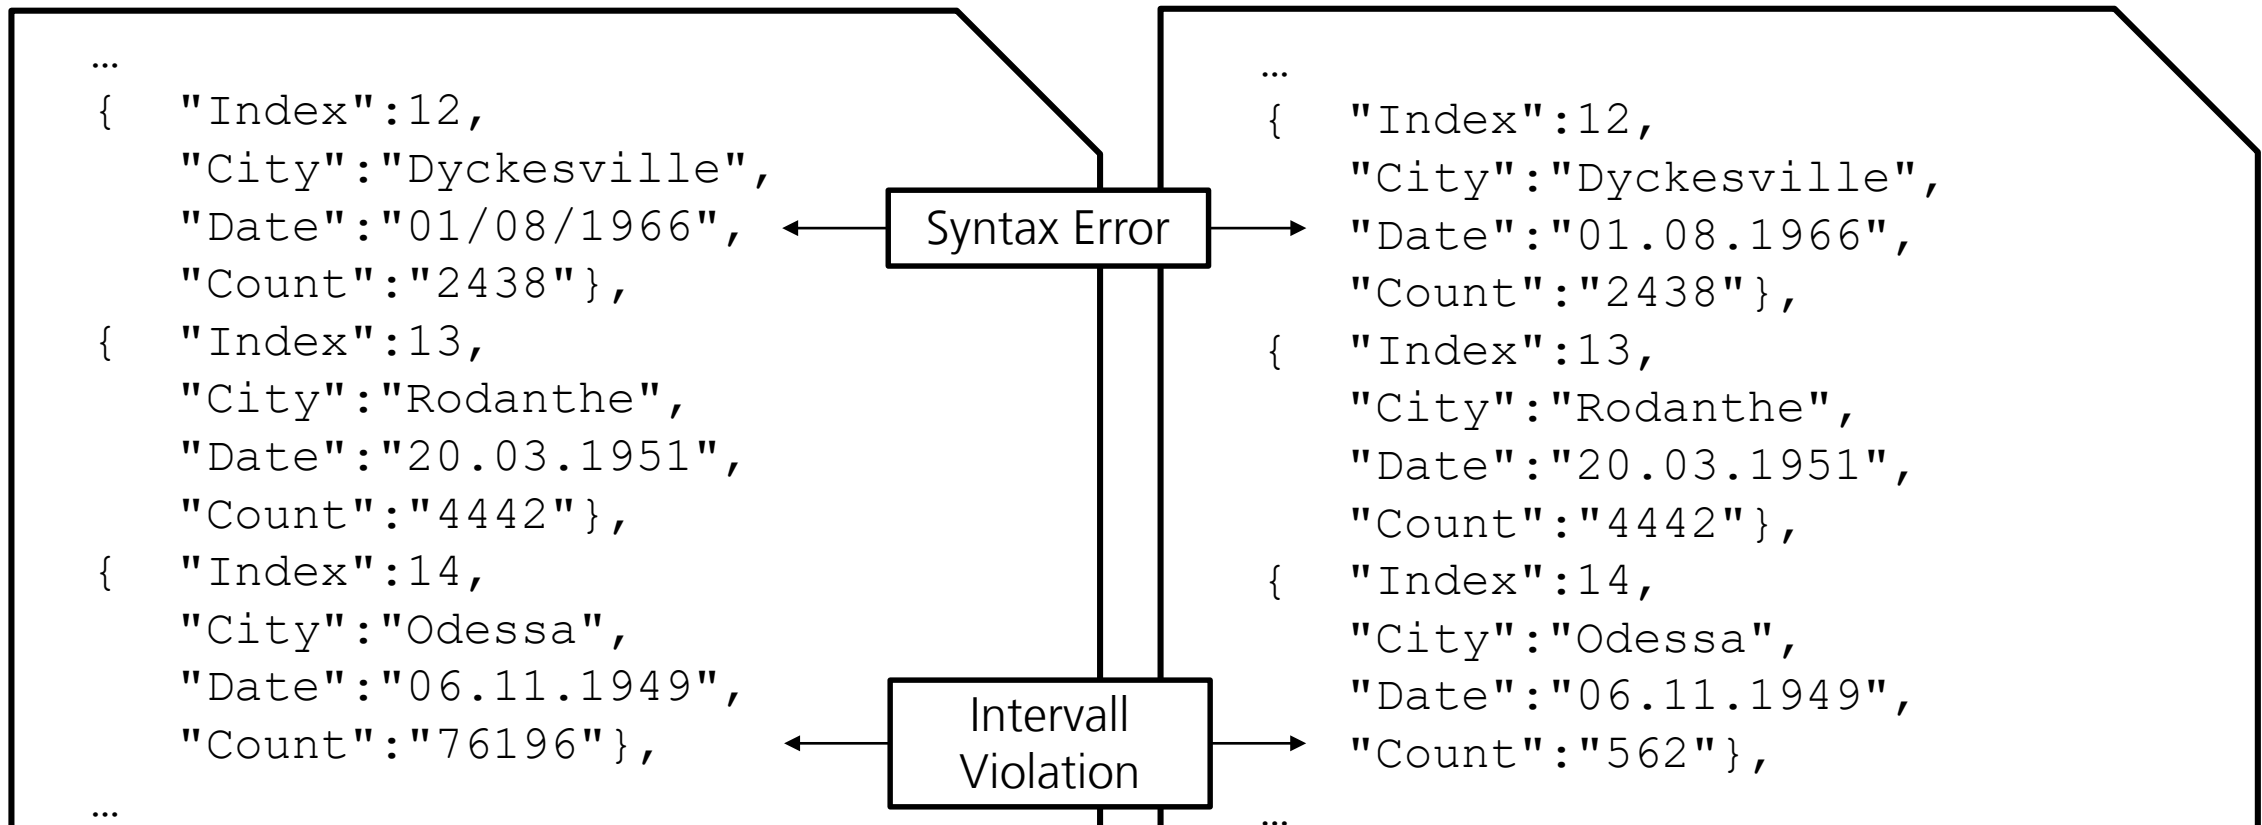 …
{   "Index":12,
"City":"Dyckesville",
"Date":"01/08/1966",
"Count":"2438"},
{   "Index":13,
"City":"Rodanthe",
"Date":"20.03.1951",
"Count":"4442"},
{   "Index":14,
"City":"Odessa",
"Date":"06.11.1949",
"Count":"76196"},
…
Syntax Error
Intervall
Violation
…
{   "Index":12,
"City":"Dyckesville",
"Date":"01.08.1966",
"Count":"2438"},
{   "Index":13,
"City":"Rodanthe",
"Date":"20.03.1951",
"Count":"4442"},
{   "Index":14,
"City":"Odessa",
"Date":"06.11.1949",
"Count":"562"},
…